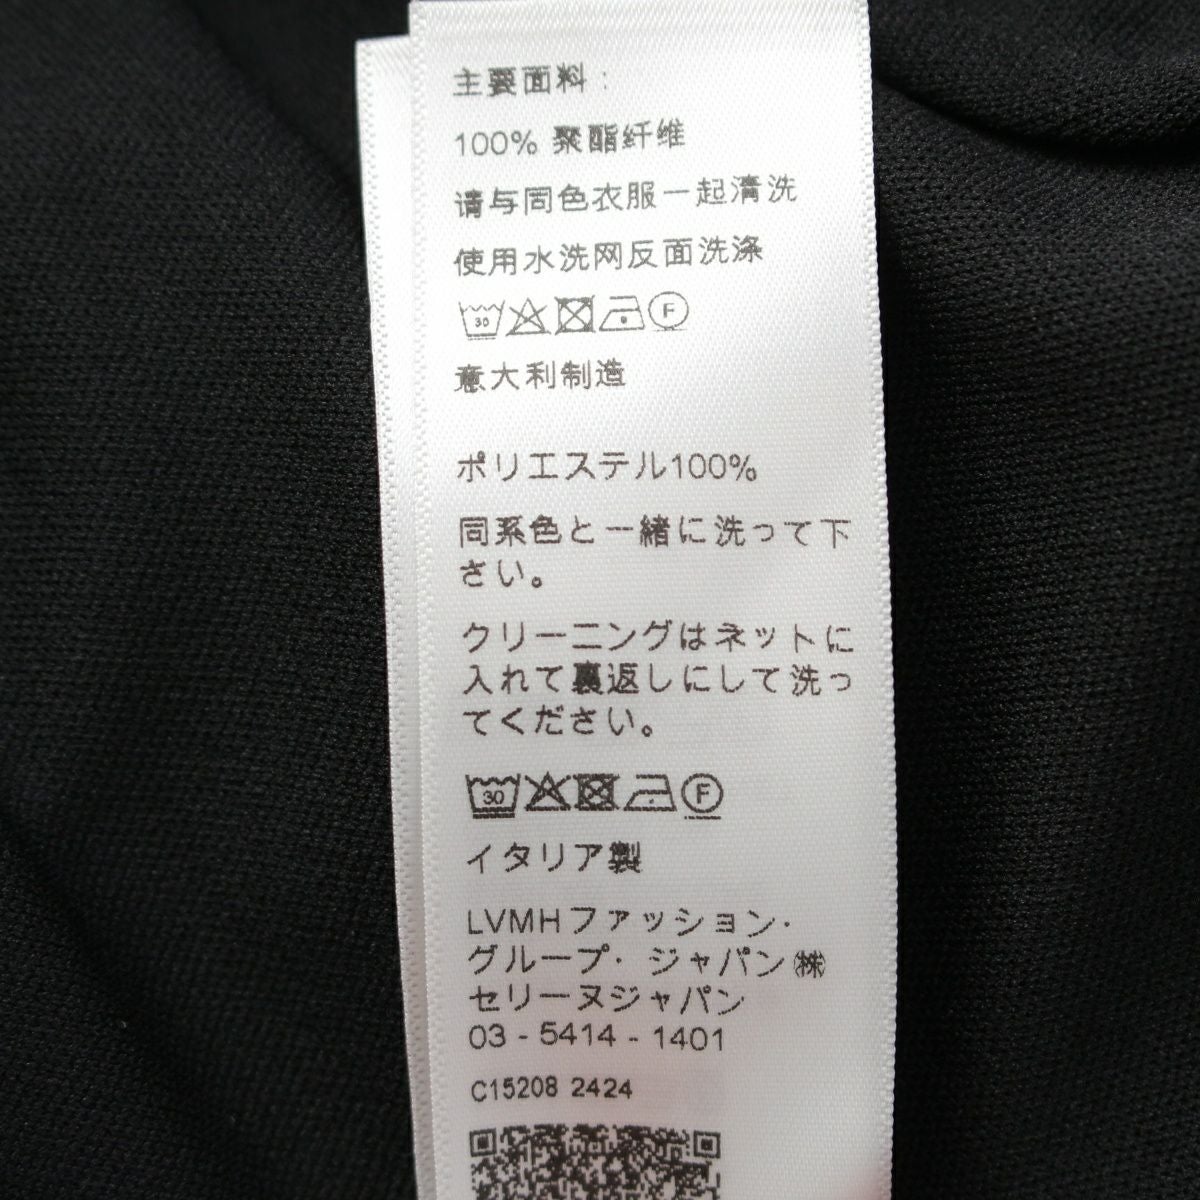 主要面料：
100% 聚酯纤维
请与同色衣服一起清洗
使用水洗网反面洗涤
30 F
意大利制造
ポリエステル100%
同系色と一緒に洗って下
さい。
クリーニングはネットに
入れて裏返しにして洗っ
てください。
30 F
イタリア製
LVMHファッション・
グループ・ジャパン㈱
セリーヌジャパン
03 - 5414 - 1401
C15208 2424